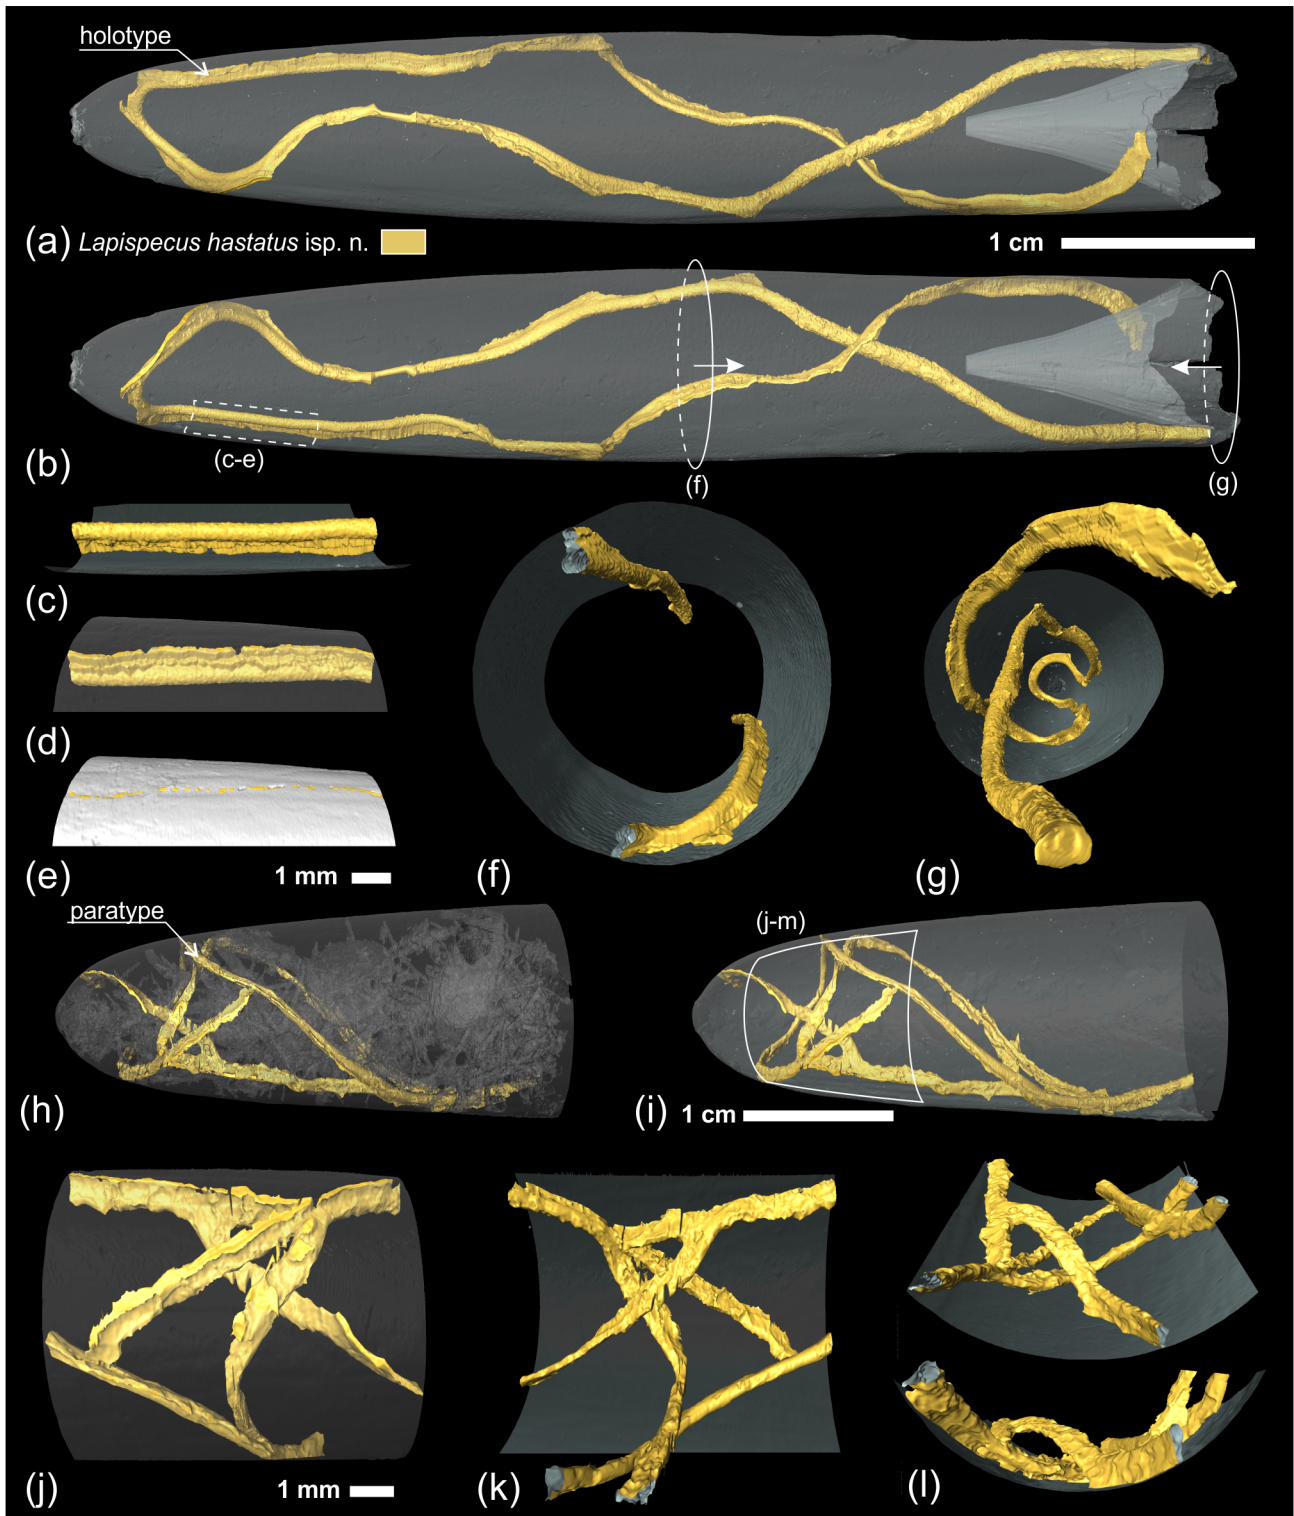 holotype
(a) Lapispecus hastatus isp. n.
1 cm
(c-e)
(b)
(f)
(g)
(c)
(d)
(e)
1 mm
(f)
(g)
paratype
(j-m)
(h)
(i)
1 cm
(j)
1 mm
(k)
(l)